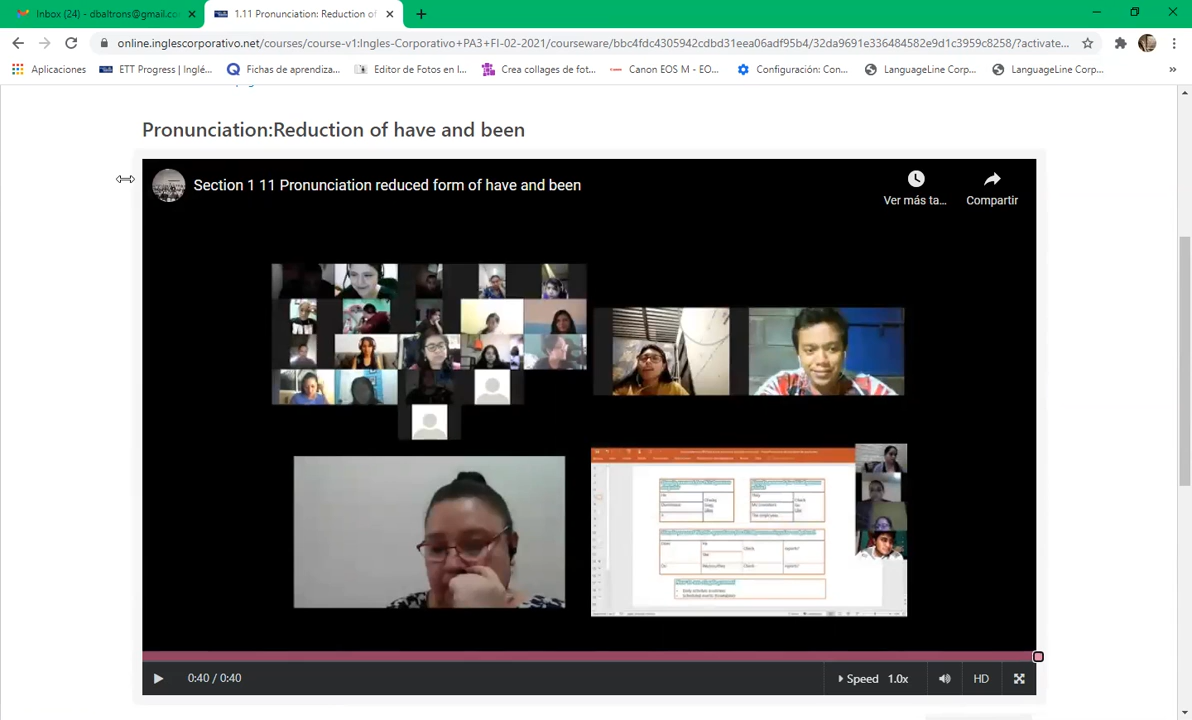 Inbox (24) - dbaltrons@gmail.co
1.11 Pronunciation: Reduction of
online.inglescorporativo.net/courses/course-v1:Ingles-Corporativo+PA3+FI-02-2021/courseware/bbc4fdc4305942cdbd31eea06adf95b4/32da9691e336484582e9d1c3959c8258/?activate...
Aplicaciones
ETT Progress | Inglé...
Fichas de aprendiza...
Editor de Fotos en l...
Crea collages de fot...
Canon EOS M - EO...
Configuración: Con...
LanguageLine Corp...
LanguageLine Corp...
Pronunciation:Reduction of have and been
Section 1 11 Pronunciation reduced form of have and been
Ver más ta...
Compartir
0:40 / 0:40
Speed 1.0x
HD